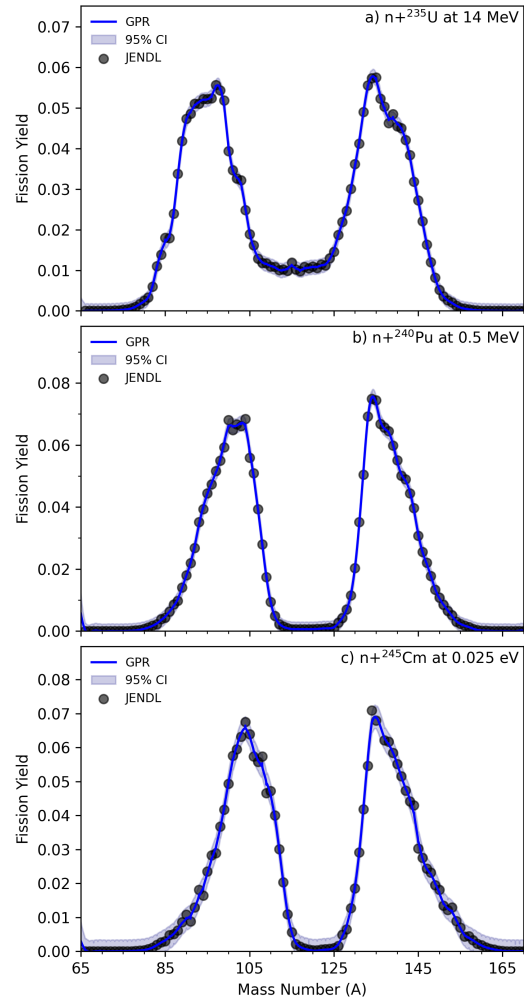 a) n+²³⁵U at 14 MeV
GPR
95% CI
JENDL
Fission Yield
0.07
0.06
0.05
0.04
0.03
0.02
0.01
0.00
b) n+²⁴⁰Pu at 0.5 MeV
GPR
95% CI
JENDL
Fission Yield
0.08
0.06
0.04
0.02
0.00
c) n+²⁴⁵Cm at 0.025 eV
GPR
95% CI
JENDL
Fission Yield
0.08
0.07
0.06
0.05
0.04
0.03
0.02
0.01
0.00
65 85 105 125 145 165
Mass Number (A)